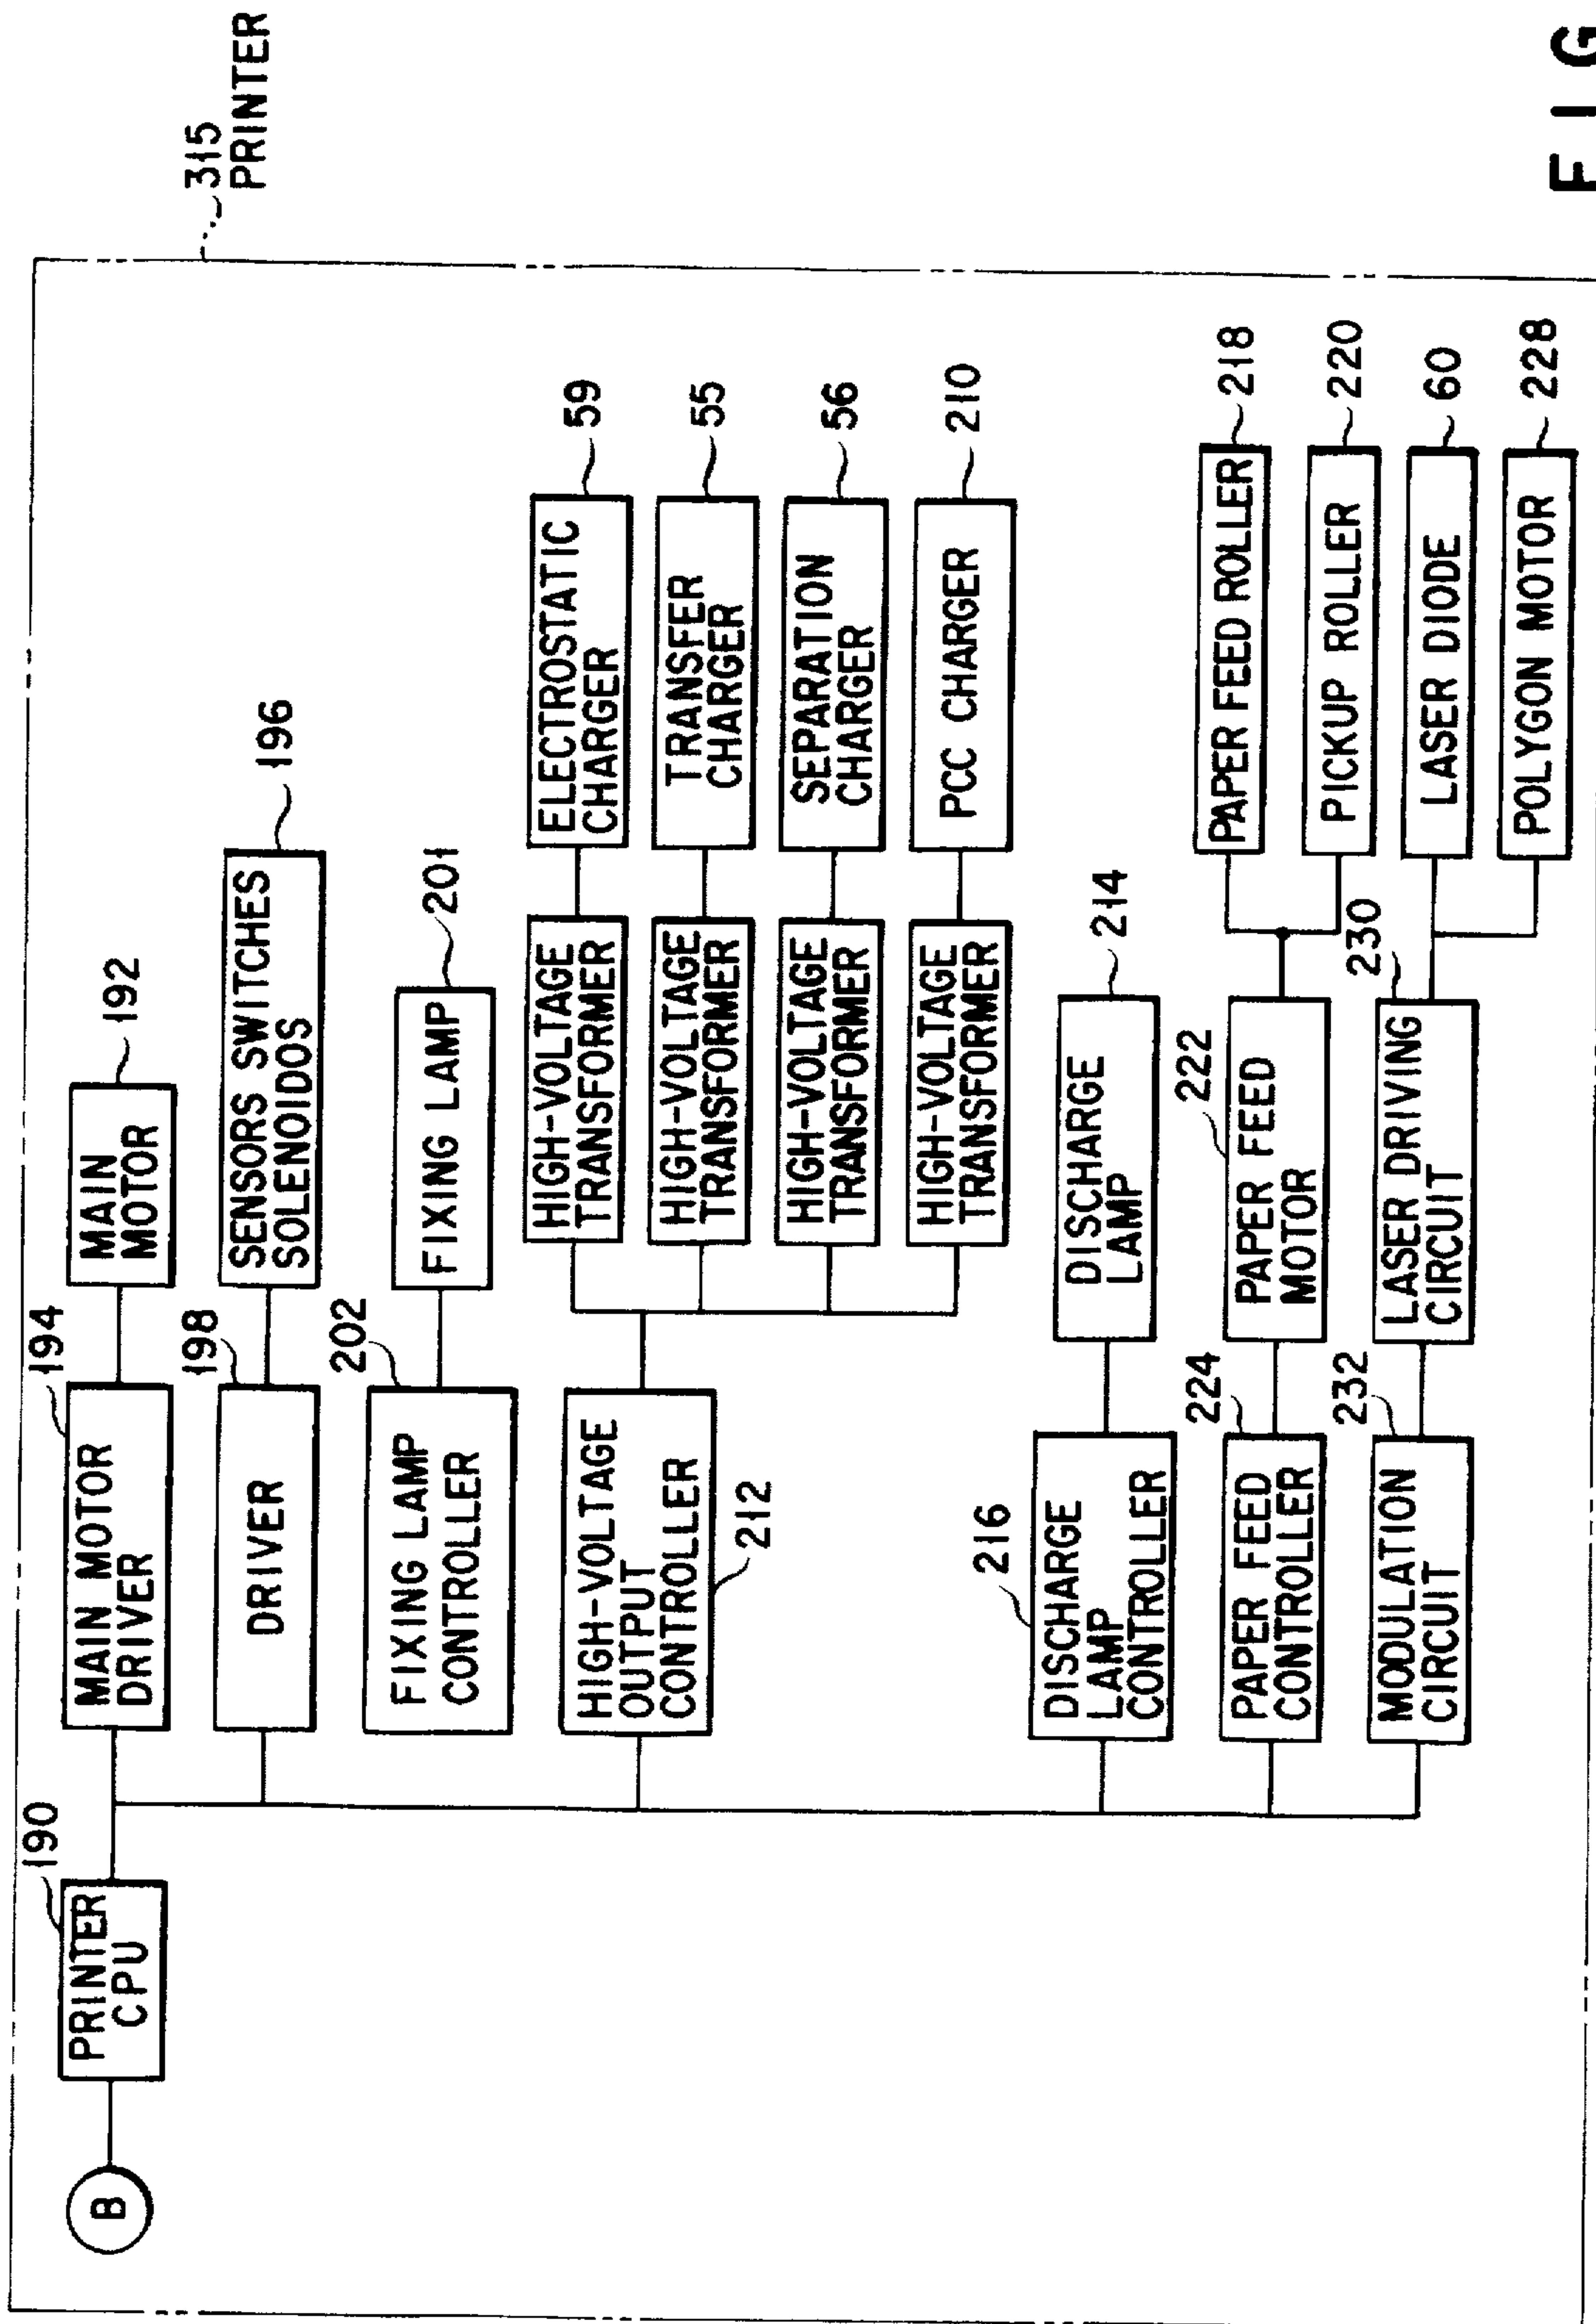 315
PRINTER
B
190
PRINTER
CPU
194
MAIN MOTOR
DRIVER
192
MAIN
MOTOR
198
DRIVER
196
SENSORS SWITCHES
SOLENOIDOS
202
FIXING LAMP
CONTROLLER
201
FIXING LAMP
HIGH-VOLTAGE
OUTPUT
CONTROLLER
212
HIGH-VOLTAGE
TRANSFORMER
ELECTROSTATIC
CHARGER
59
HIGH-VOLTAGE
TRANSFORMER
TRANSFER
CHARGER
55
HIGH-VOLTAGE
TRANSFORMER
SEPARATION
CHARGER
56
HIGH-VOLTAGE
TRANSFORMER
PCC CHARGER
210
216
DISCHARGE
LAMP
CONTROLLER
DISCHARGE
LAMP
214
224
PAPER FEED
CONTROLLER
222
PAPER FEED
MOTOR
PAPER FEED ROLLER
218
PICKUP ROLLER
220
232
MODULATION
CIRCUIT
230
LASER DRIVING
CIRCUIT
LASER DIODE
60
POLYGON MOTOR
228
FIG